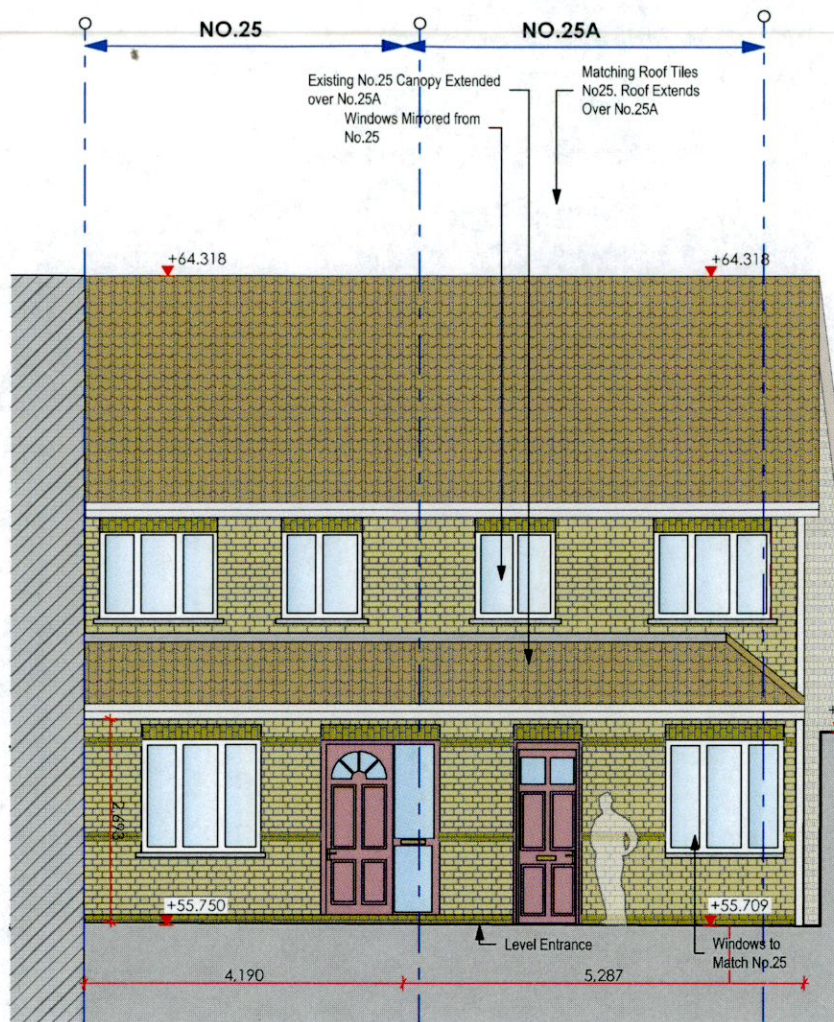 NO.25
NO.25A
Existing No.25 Canopy Extended
over No.25A
Windows Mirrored from
No.25
Matching Roof Tiles
No25. Roof Extends
Over No.25A
+64.318
+64.318
2,693
+55.750
+55.709
Level Entrance
Windows to
Match No.25
4,190
5,287